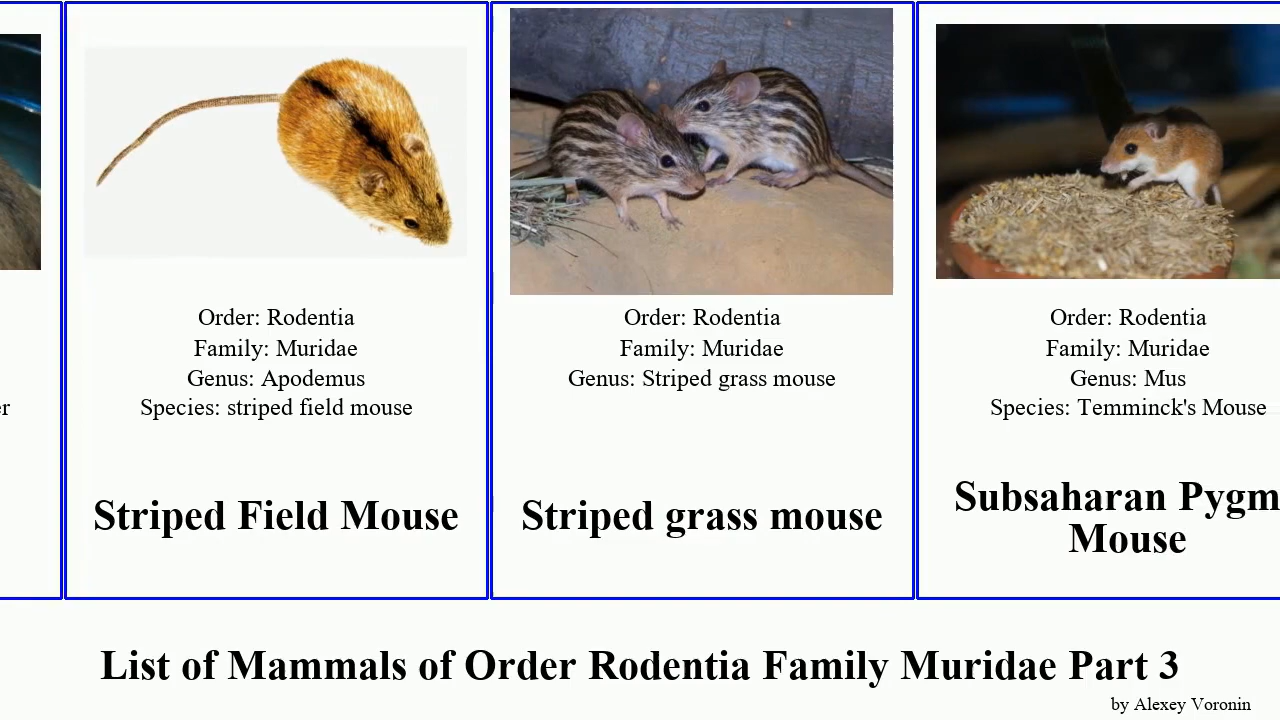 er
Order: Rodentia
Family: Muridae
Genus: Apodemus
Species: striped field mouse
Striped Field Mouse
Order: Rodentia
Family: Muridae
Genus: Striped grass mouse
Striped grass mouse
Order: Rodentia
Family: Muridae
Genus: Mus
Species: Temminck's Mouse
Subsaharan Pygm
Mouse
List of Mammals of Order Rodentia Family Muridae Part 3
by Alexey Voronin